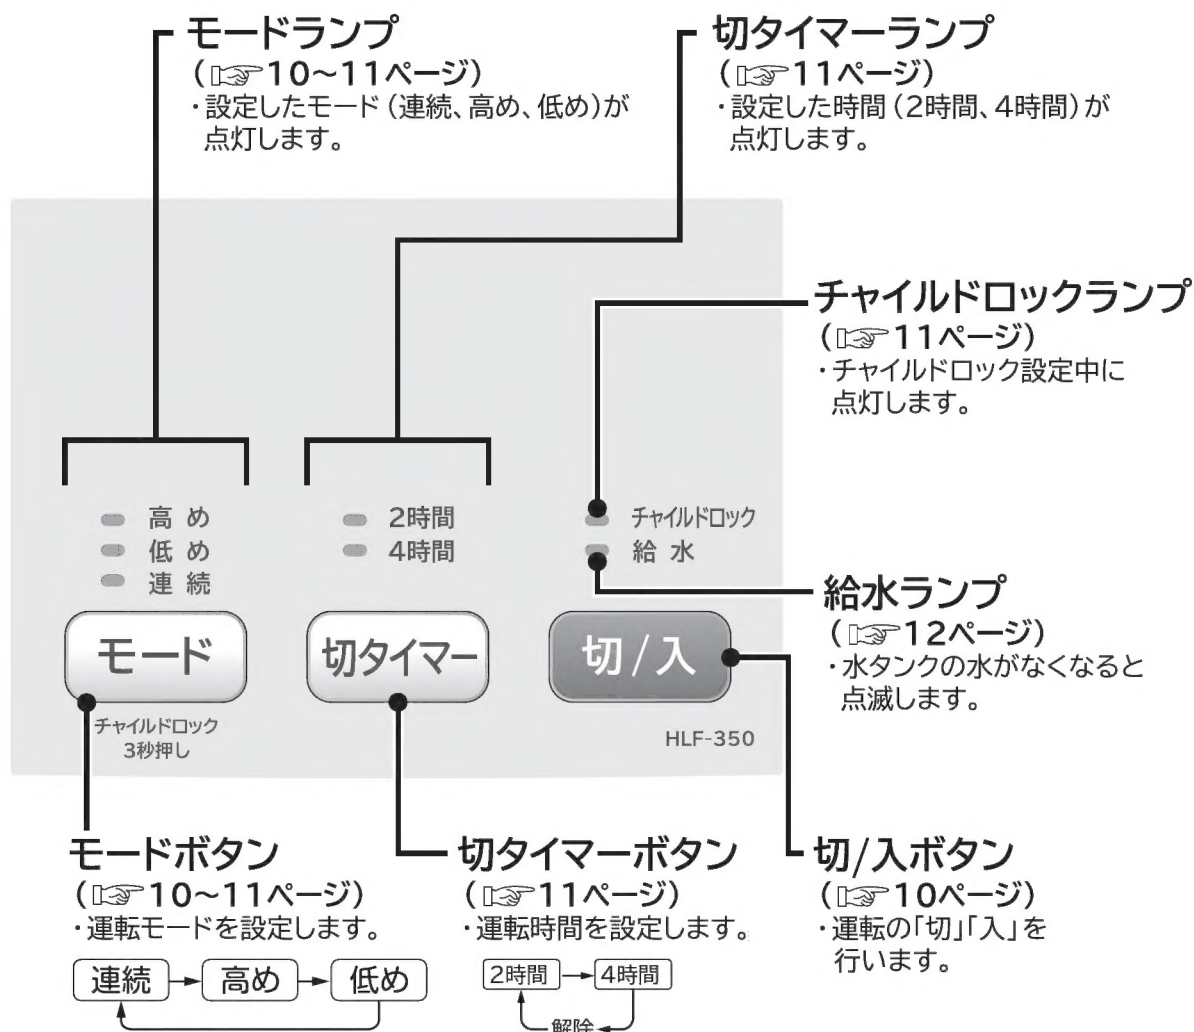 モードランプ
(☞10~11ページ)
・設定したモード(連続、高め、低め)が
点灯します。
切タイマーランプ
(☞11ページ)
・設定した時間(2時間、4時間)が
点灯します。
チャイルドロックランプ
(☞11ページ)
・チャイルドロック設定中に
点灯します。
高め
低め
連続
2時間
4時間
チャイルドロック
給水
給水ランプ
(☞12ページ)
・水タンクの水がなくなると
点滅します。
モード
切タイマー
切/入
チャイルドロック
3秒押し
HLF-350
モードボタン
(☞10~11ページ)
・運転モードを設定します。
連続→高め→低め
切タイマーボタン
(☞11ページ)
・運転時間を設定します。
2時間→4時間
解除
切/入ボタン
(☞10ページ)
・運転の「切」「入」を
行います。